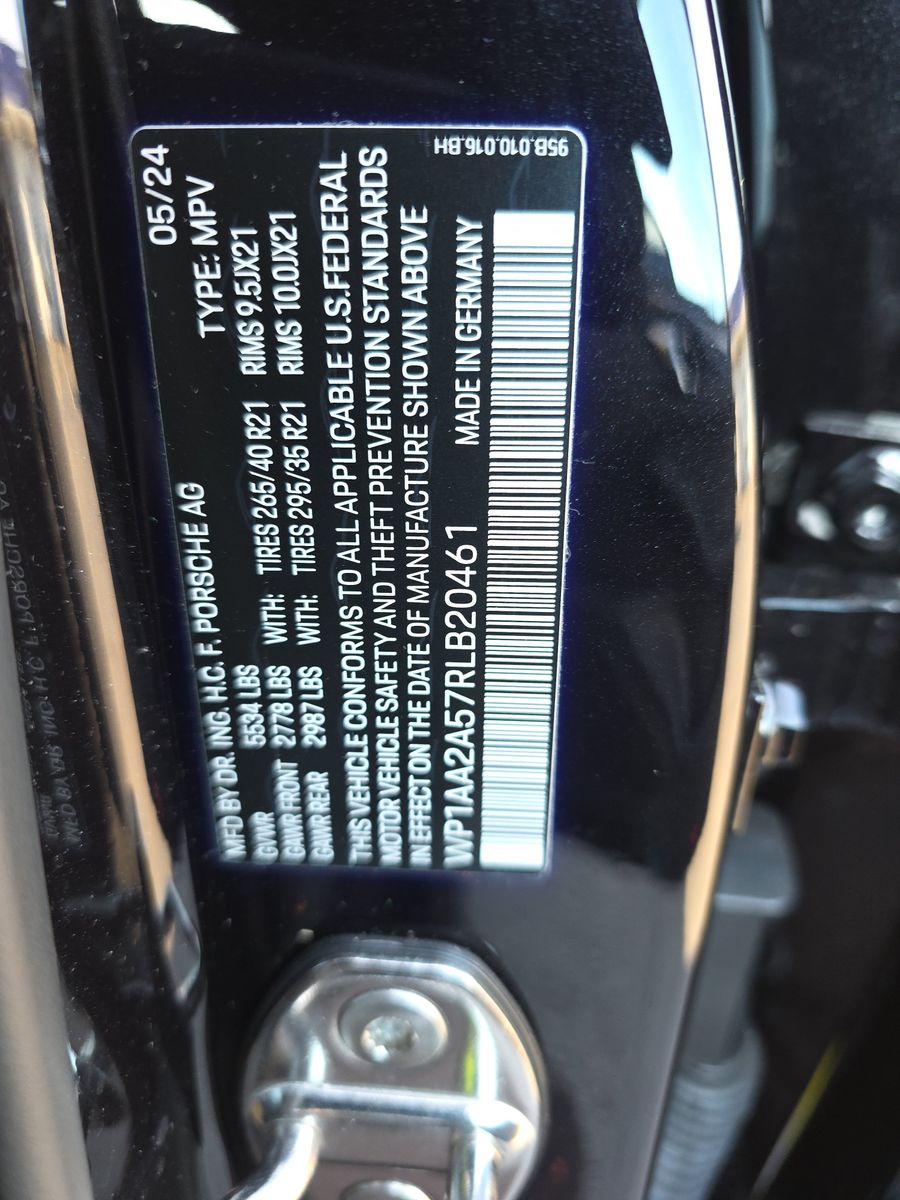 MFD BY DR. ING. H.C. F. PORSCHE AG 05/24
GVWR 5534 LBS TYPE: MPV
GAWR FRONT 2778 LBS WITH: TIRES 265/40 R21 RIMS 9.5JX21
GAWR REAR 2987 LBS WITH: TIRES 295/35 R21 RIMS 10.0JX21
THIS VEHICLE CONFORMS TO ALL APPLICABLE U.S. FEDERAL
MOTOR VEHICLE SAFETY AND THEFT PREVENTION STANDARDS
IN EFFECT ON THE DATE OF MANUFACTURE SHOWN ABOVE
WP1AA2A57RLB20461 MADE IN GERMANY
95B.010.016.BH